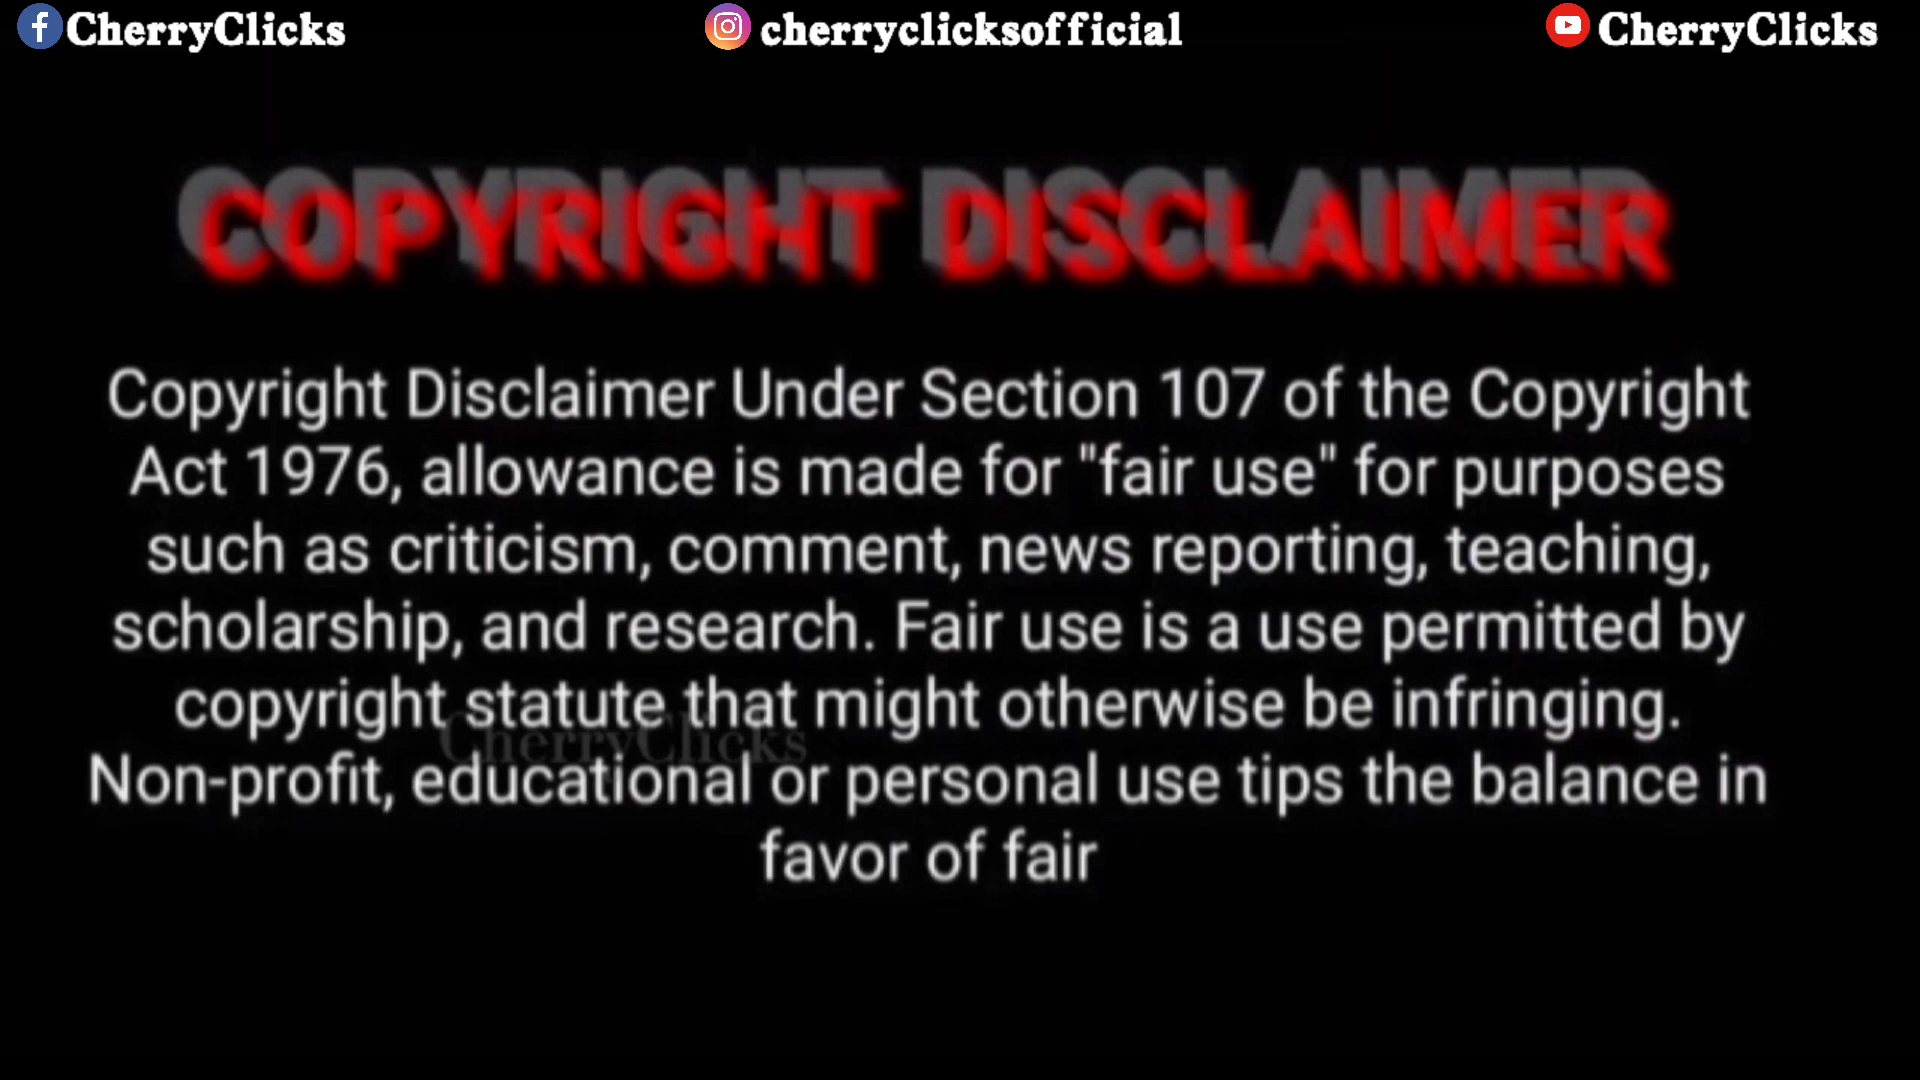 CherryClicks
cherryclicksofficial
CherryClicks
COPYRIGHT DISCLAIMER
Copyright Disclaimer Under Section 107 of the Copyright
Act 1976, allowance is made for "fair use" for purposes
such as criticism, comment, news reporting, teaching,
scholarship, and research. Fair use is a use permitted by
copyright statute that might otherwise be infringing.
CherryClicks
Non-profit, educational or personal use tips the balance in
favor of fair